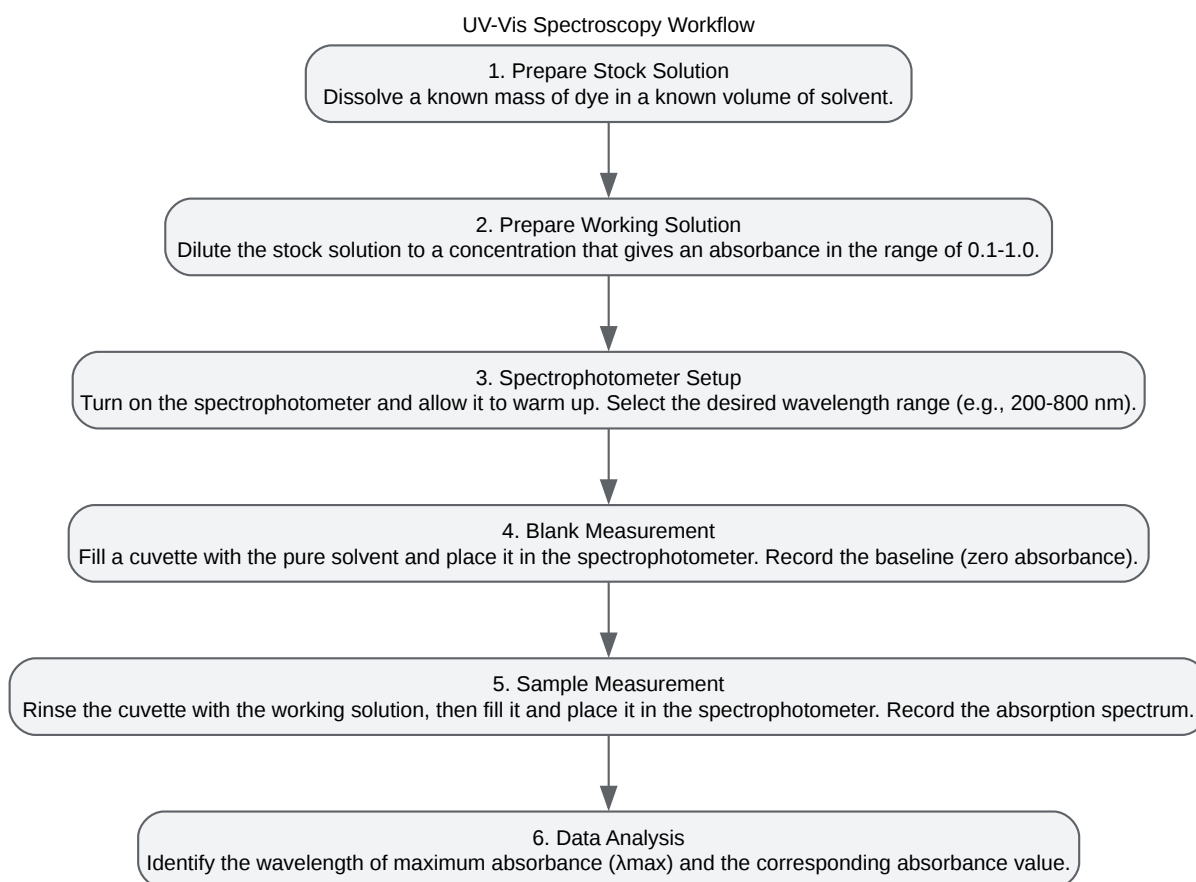 UV-Vis Spectroscopy Workflow
1. Prepare Stock Solution
Dissolve a known mass of dye in a known volume of solvent.
2. Prepare Working Solution
Dilute the stock solution to a concentration that gives an absorbance in the range of 0.1-1.0.
3. Spectrophotometer Setup
Turn on the spectrophotometer and allow it to warm up. Select the desired wavelength range (e.g., 200-800 nm).
4. Blank Measurement
Fill a cuvette with the pure solvent and place it in the spectrophotometer. Record the baseline (zero absorbance).
5. Sample Measurement
Rinse the cuvette with the working solution, then fill it and place it in the spectrophotometer. Record the absorption spectrum.
6. Data Analysis
Identify the wavelength of maximum absorbance (λmax) and the corresponding absorbance value.